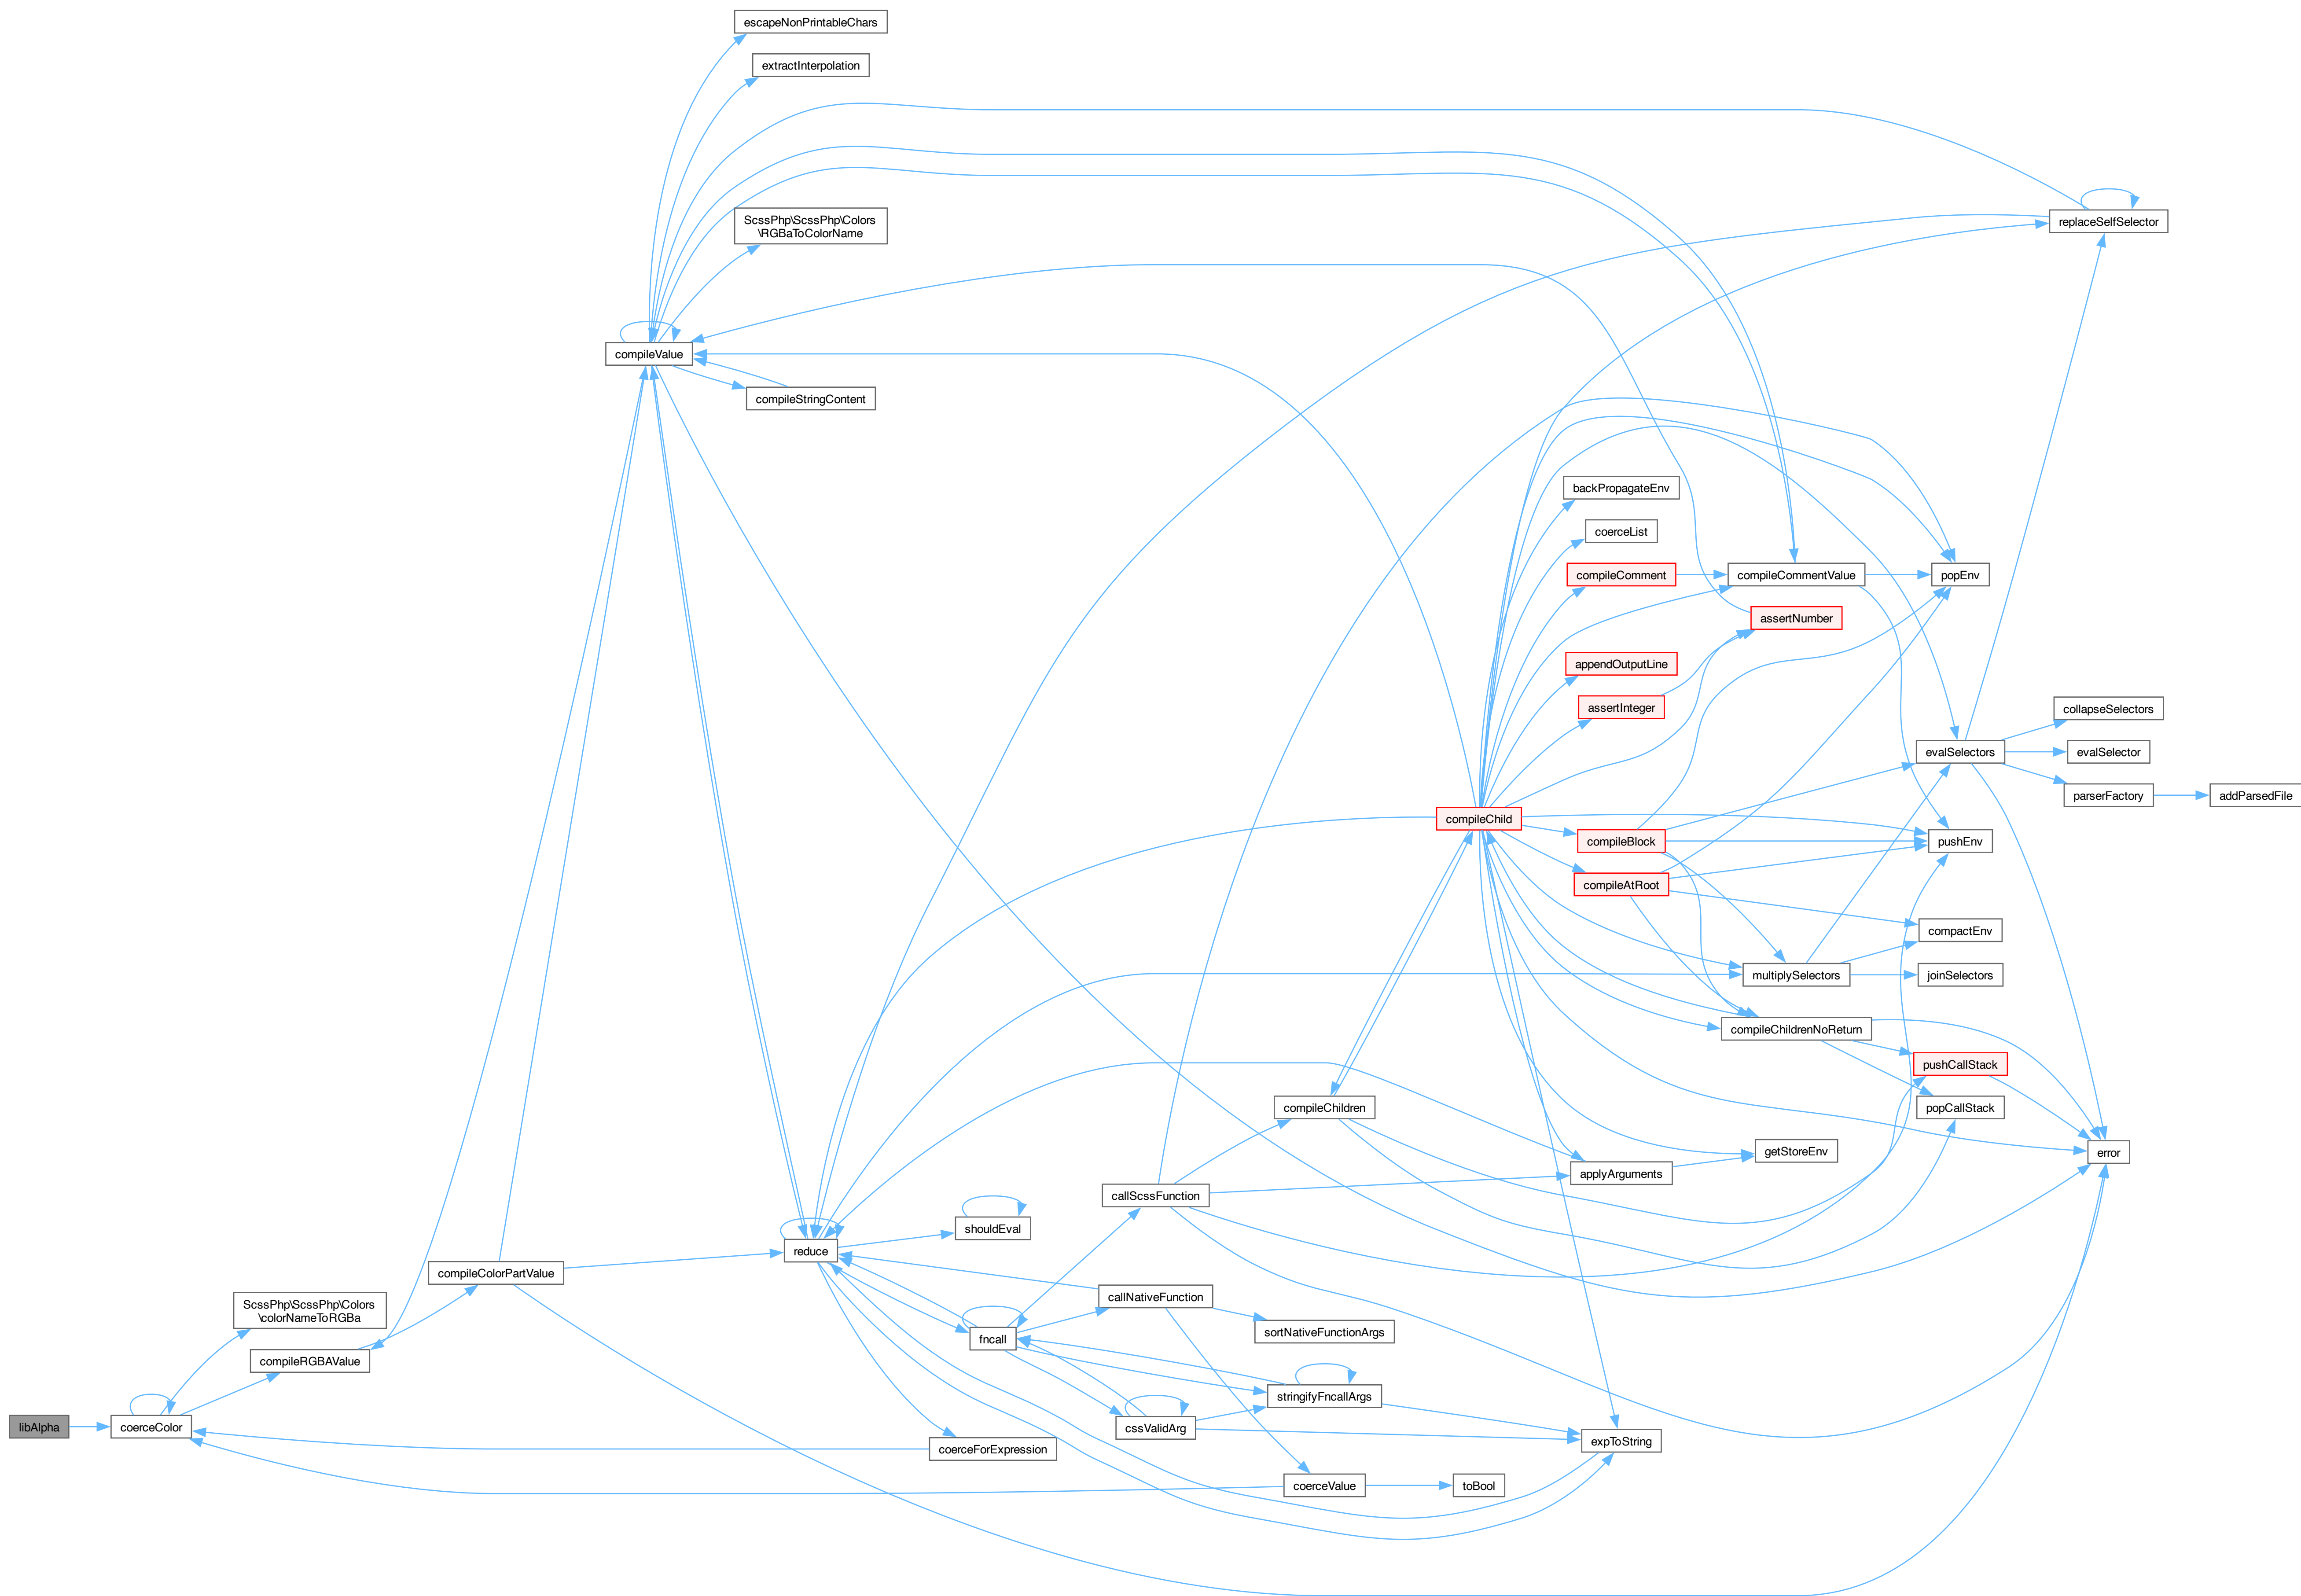 escapeNonPrintableChars
extractInterpolation
ScssPhp\ScssPhp\Colors
\RGBaToColorName
replaceSelfSelector
compileValue
compileStringContent
backPropagateEnv
coerceList
compileComment
compileCommentValue
popEnv
assertNumber
appendOutputLine
assertInteger
collapseSelectors
evalSelectors
evalSelector
parserFactory
addParsedFile
compileChild
compileBlock
pushEnv
compileAtRoot
compactEnv
multiplySelectors
joinSelectors
compileChildrenNoReturn
pushCallStack
compileChildren
popCallStack
getStoreEnv
error
applyArguments
callScssFunction
shouldEval
reduce
compileColorPartValue
callNativeFunction
ScssPhp\ScssPhp\Colors
\colorNameToRGBa
sortNativeFunctionArgs
fncall
compileRGBAValue
stringifyFncallArgs
libAlpha
coerceColor
cssValidArg
expToString
coerceForExpression
coerceValue
toBool